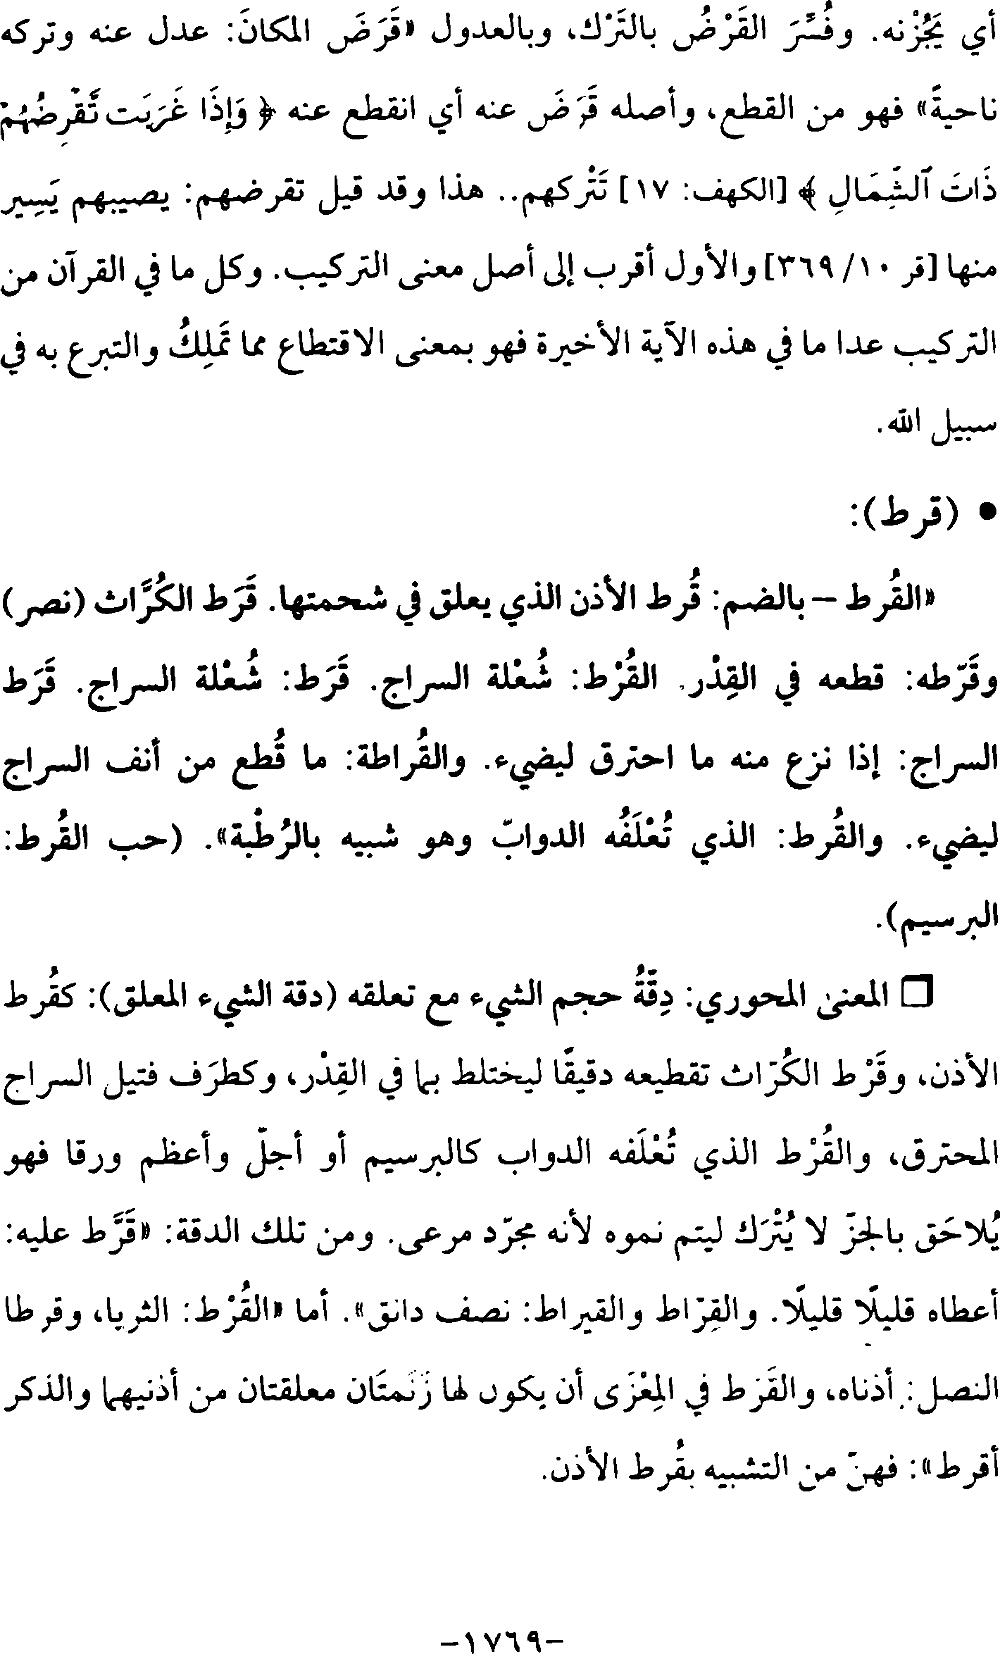 أي يَجُزْنه. وفُسِّرَ القَرْضُ بالتَرْك، وبالعدول «قَرَضَ المكانَ: عدل عنه وتركه
ناحيةً» فهو من القطع، وأصله قَرَضَ عنه أي انقطع عنه ﴿ وَإِذَا غَرَبَت تَّقْرِضُهُمْ
ذَاتَ ٱلشِّمَالِ ﴾ [الكهف: ١٧] تَتْركهم.. هذا وقد قيل تقرضهم: يصيبهم يَسِير
منها [قر ١٠/ ٣٦٩] والأول أقرب إلى أصل معنى التركيب. وكل ما في القرآن من
التركيب عدا ما في هذه الآية الأخيرة فهو بمعنى الاقتطاع مما تَملِكُ والتبرع به في
سبيل الله.
• (قرط):
«القُرط – بالضم: قُرط الأذن الذي يعلق في شحمتها. قَرَط الكُرَّاث (نصر)
وقَرّطه: قطعه في القِدْر. القُرْط: شُعْلة السراج. قَرَط: شُعْلة السراج. قَرَط
السراج: إذا نزع منه ما احترق ليضيء. والقُراطة: ما قُطع من أنف السراج
ليضيء. والقُرط: الذي تُعْلَفُه الدوابّ وهو شبيه بالرُطْبة». (حب القُرط:
البرسيم).
□ المعنى المحوري: دِقّةُ حجم الشيء مع تعلقه (دقة الشيء المعلق): كقُرط
الأذن، وقَرْط الكُرّاث تقطيعه دقيقًا ليختلط بما في القِدْر، وكطرَف فتيل السراج
المحترق، والقُرْط الذي تُعْلَفه الدواب كالبرسيم أو أجلّ وأعظم ورقا فهو
يُلاحَق بالجزّ لا يُتْرَك ليتم نموه لأنه مجرّد مرعى. ومن تلك الدقة: «قَرَّط عليه:
أعطاه قليلًا قليلًا. والقِرّاط والقيراط: نصف دانق». أما «القُرْط: الثريا، وقرطا
النصل: أذناه، والقَرَط في المِعْزَى أن يكون لها زَنَمتَان معلقتان من أذنيهما والذكر
أقرط»: فهنّ من التشبيه بقُرط الأذن.
-١٧٦٩-